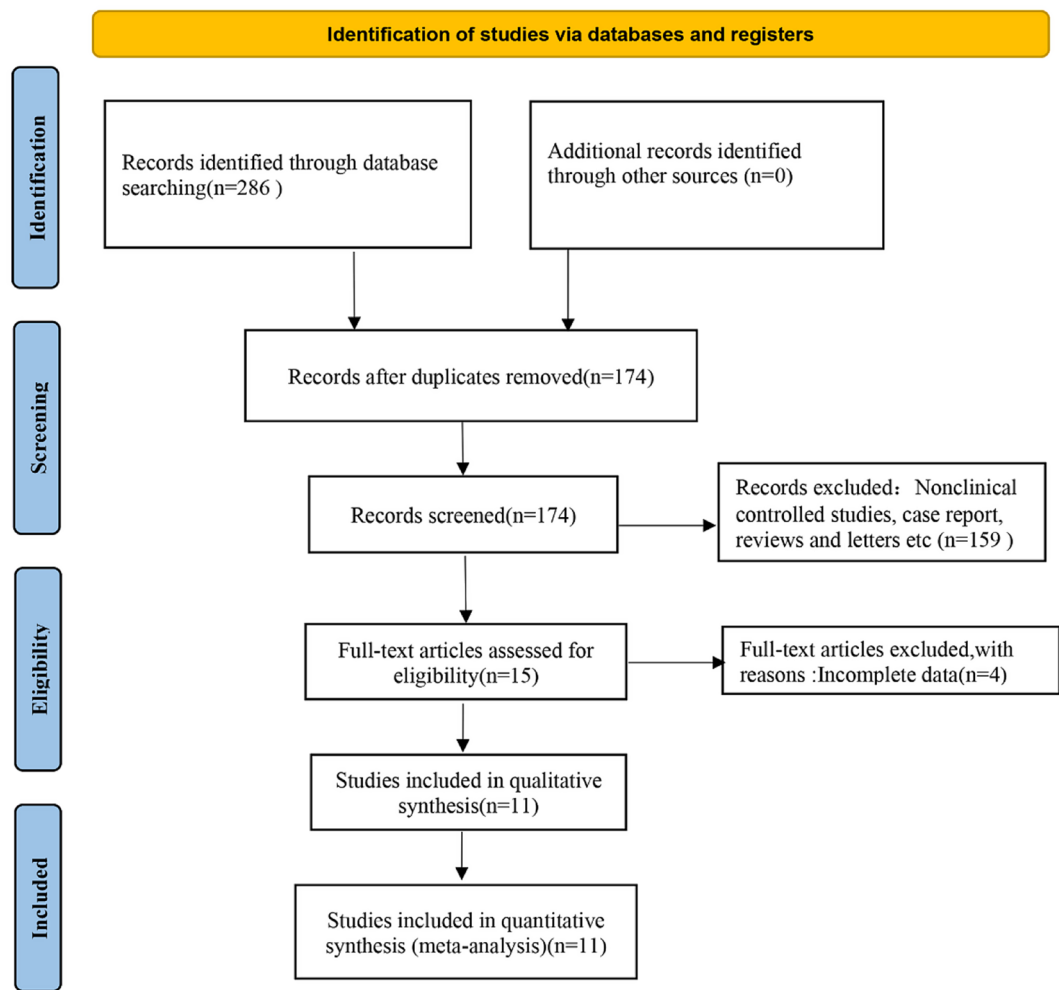 Identification of studies via databases and registers
Identification
Records identified through database
searching(n=286 )
Additional records identified
through other sources (n=0)
Screening
Records after duplicates removed(n=174)
Records screened(n=174)
Records excluded：Nonclinical
controlled studies, case report,
reviews and letters etc (n=159 )
Eligibility
Full-text articles assessed for
eligibility(n=15)
Full-text articles excluded,with
reasons :Incomplete data(n=4)
Studies included in qualitative
synthesis(n=11)
Included
Studies included in quantitative
synthesis (meta-analysis)(n=11)